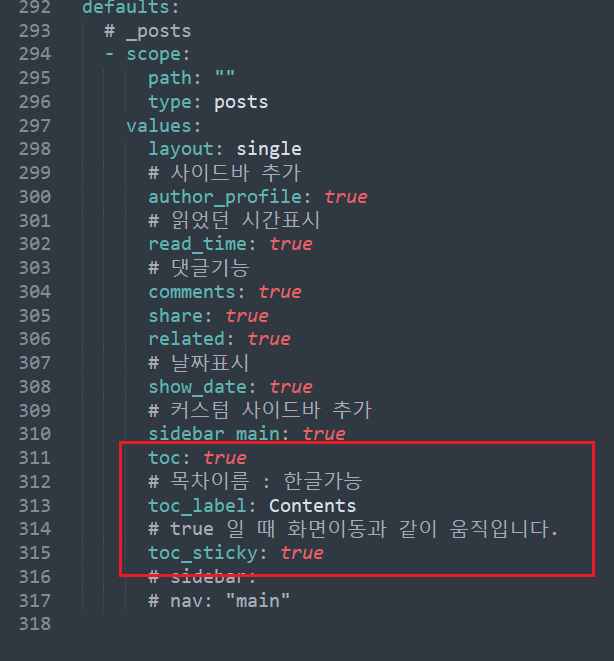 292 defaults:
293 # _posts
294 - scope:
295 path: ""
296 type: posts
297 values:
298 layout: single
299 # 사이드바 추가
300 author_profile: true
301 # 읽었던 시간표시
302 read_time: true
303 # 댓글기능
304 comments: true
305 share: true
306 related: true
307 # 날짜표시
308 show_date: true
309 # 커스텀 사이드바 추가
310 sidebar_main: true
311 toc: true
312 # 목차이름 : 한글가능
313 toc_label: Contents
314 # true 일 때 화면이동과 같이 움직입니다.
315 toc_sticky: true
316 # sidebar:
317 # nav: "main"
318